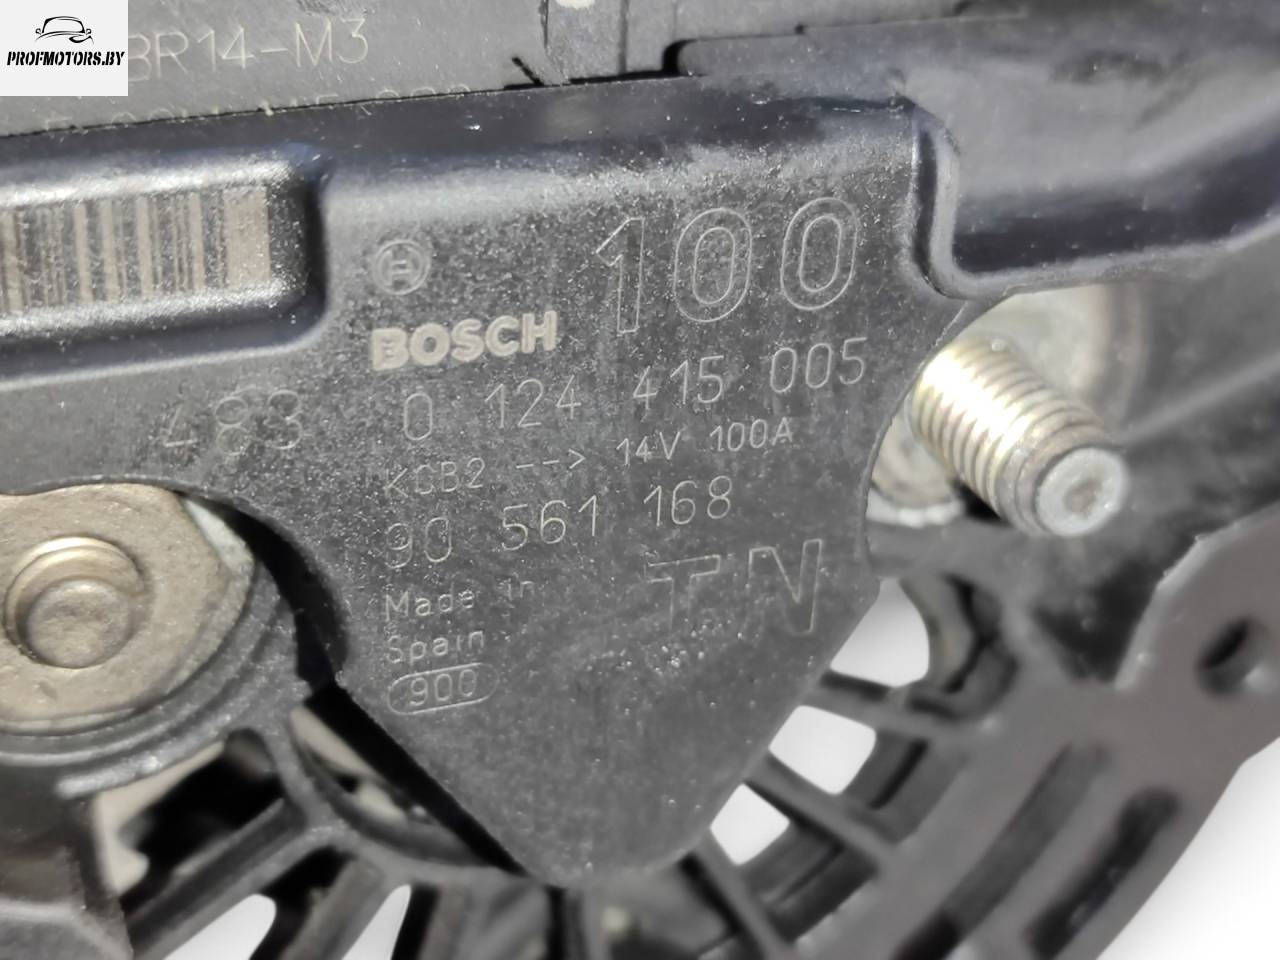 PROFMOTORS.BY
BR14-M3
BOSCH 100
483 0 124 415 005
KCB2 --> 14V 100A
90 561 168
Made in TN
Spain
900